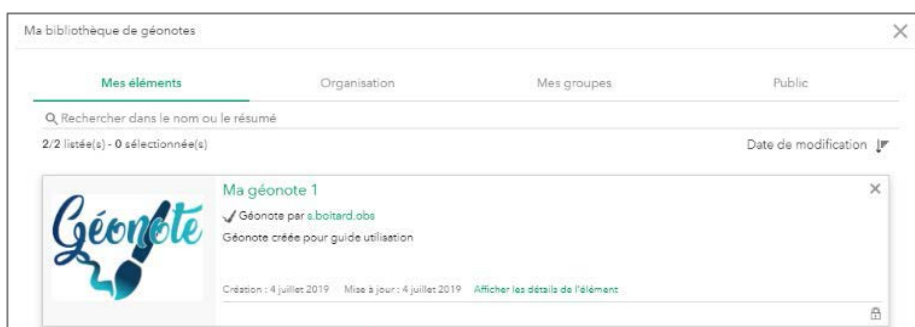 Ma bibliothèque de géonotes
Mes éléments Organisation Mes groupes Public
Rechercher dans le nom ou le résumé
2/2 listée(s) - 0 sélectionnée(s) Date de modification
Géonote
Ma géonote 1
Géonote par s.boitard.obs
Géonote créée pour guide utilisation
Création : 4 juillet 2019 Mise à jour : 4 juillet 2019 Afficher les détails de l'élément